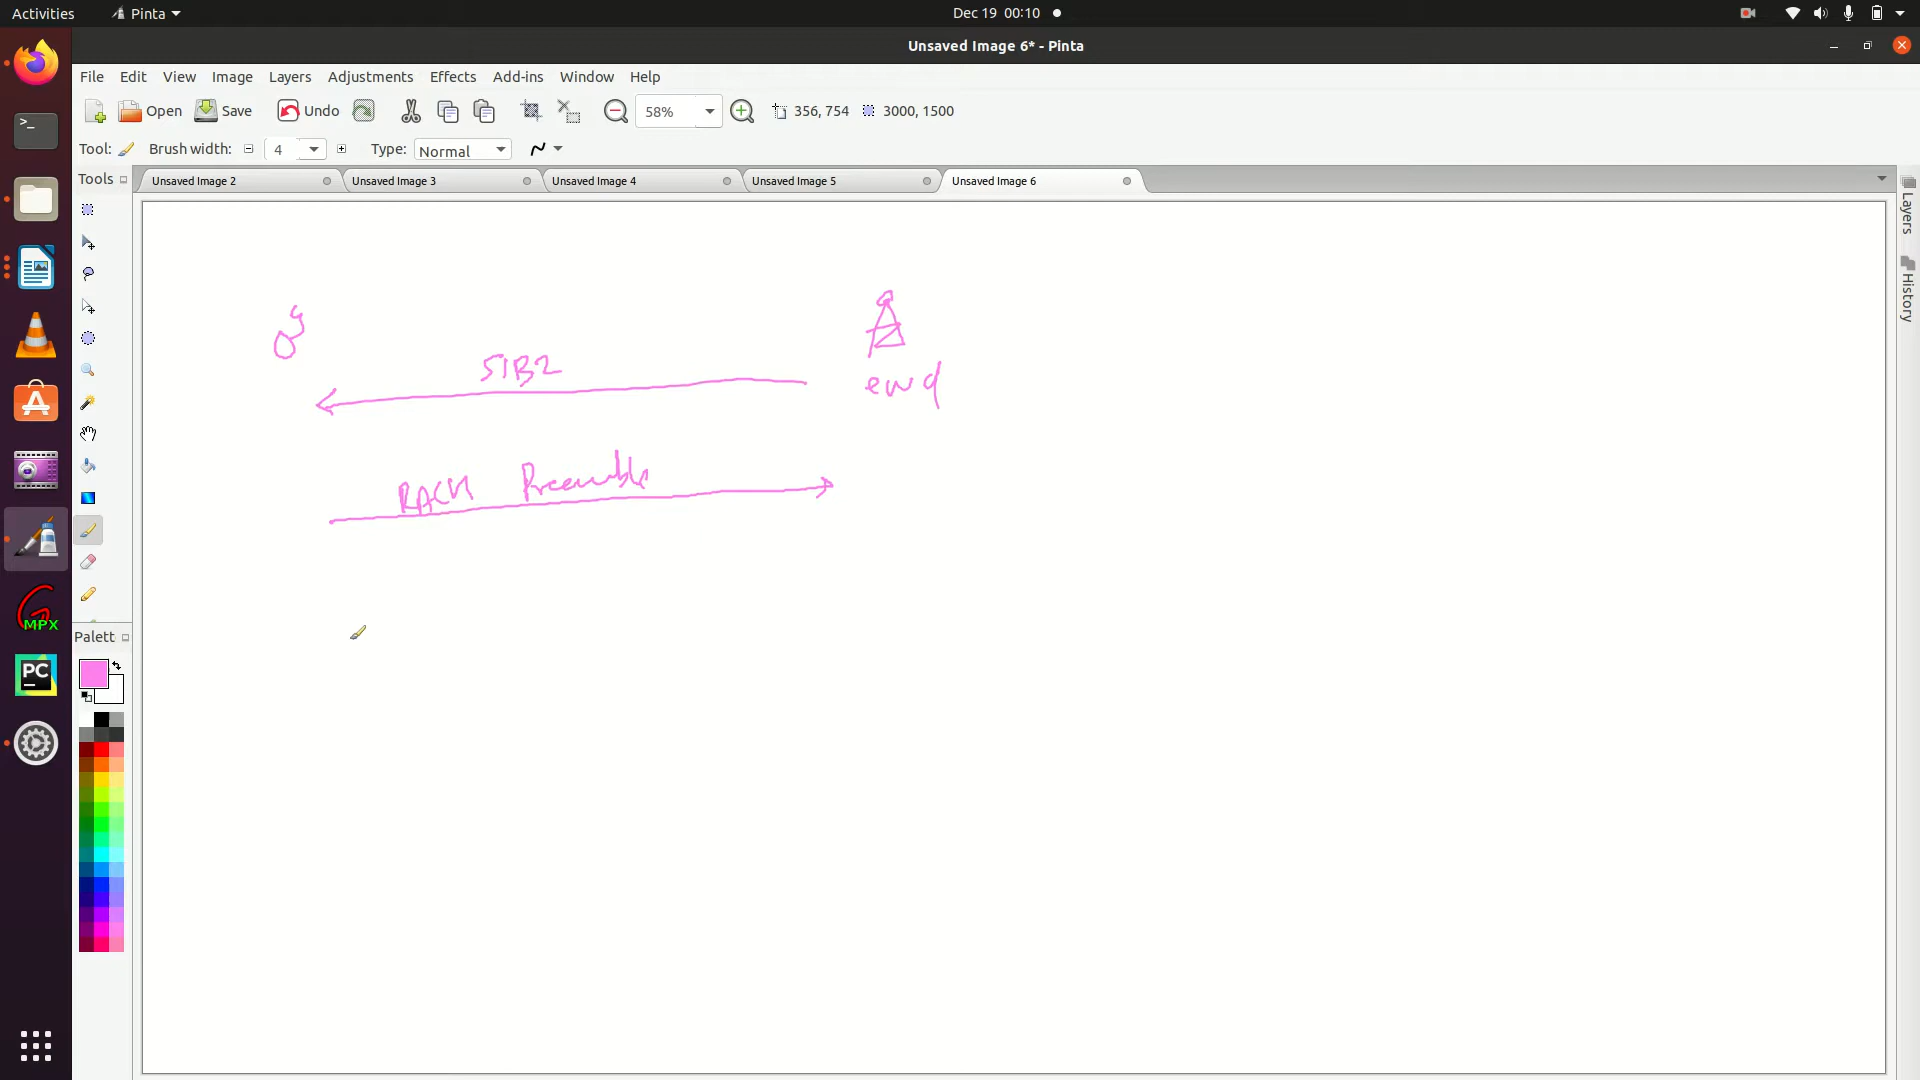 Activities Pinta Dec 19 00:10
Unsaved Image 6* - Pinta
File Edit View Image Layers Adjustments Effects Add-ins Window Help
Open Save Undo 58% 356, 754 3000, 1500
Tool: Brush width: 4 Type: Normal
Tools Unsaved Image 2 Unsaved Image 3 Unsaved Image 4 Unsaved Image 5 Unsaved Image 6
Layers
History
SIB2
RACH Preamble
MPX
Palett
PC